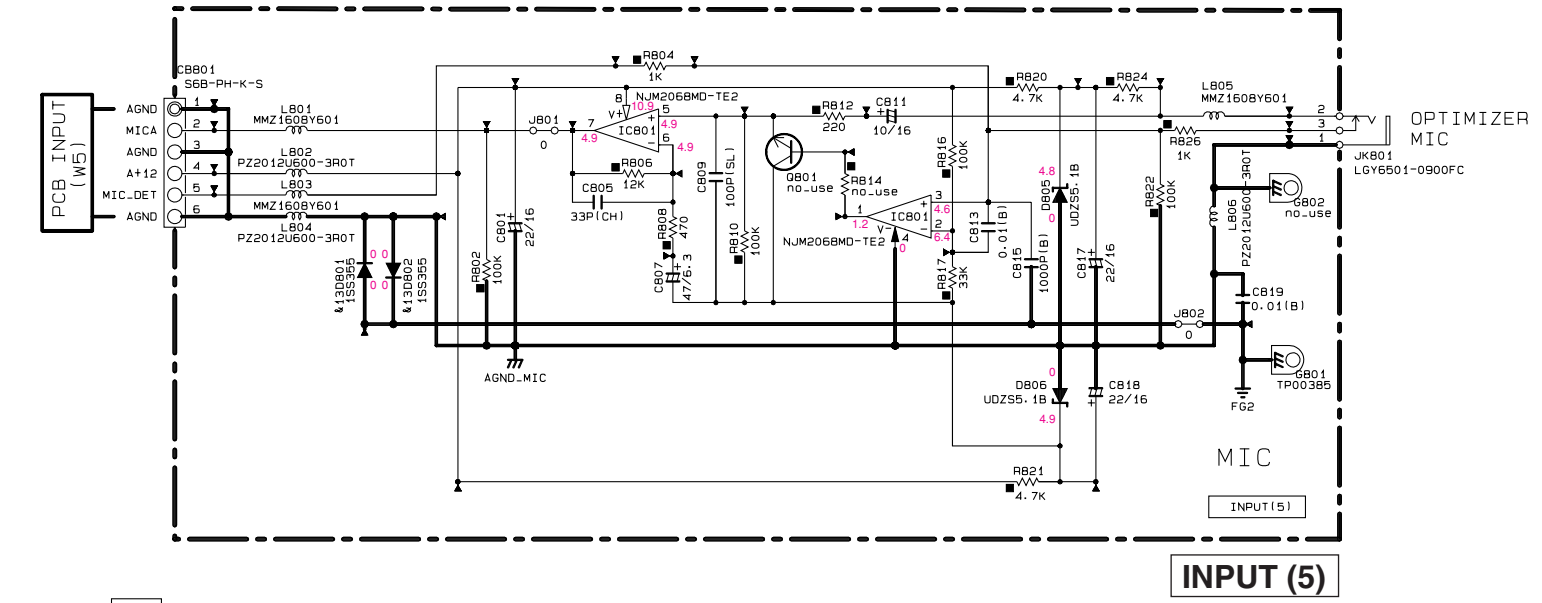 CB801
S6B-PH-K-S
PCB INPUT
(W5)
AGND
1
MICA
2
AGND
3
A+12
4
MIC_DET
5
AGND
6
L801
MMZ1608Y601
L802
PZ2012U600-3R0T
L803
MMZ1608Y601
L804
PZ2012U600-3R0T
&13D801
1SS355
0 0
0 0
&13D802
1SS355
R802
100K
C801
22/16
+
AGND_MIC
J801
0
R804
1K
NJM2068MD-TE2
8
V+
10.9
7
4.9
IC801
5
+
4.9
6
-
4.9
R806
12K
C805
33P(CH)
R808
470
C807
47/6.3
+
C809
100P(SL)
R810
100K
Q801
no_use
R812
220
C811
+
10/16
R814
no_use
1
1.2
IC801
3
+
4.6
2
-
6.4
V-
4
0
NJM2068MD-TE2
R816
100K
R817
33K
C813
0.01(B)
C815
1000P(B)
R820
4.7K
R824
4.7K
4.8
D805
UDZS5.1B
0
C817
22/16
+
R822
100K
R826
1K
L805
MMZ1608Y601
2
3
1
OPTIMIZER
MIC
JK801
LGY6501-0900FC
G802
no_use
L806
PZ2012U600-3R0T
C819
0.01(B)
J802
0
G801
TP00385
FG2
0
D806
UDZS5.1B
4.9
C818
22/16
+
R821
4.7K
MIC
INPUT(5)
INPUT (5)